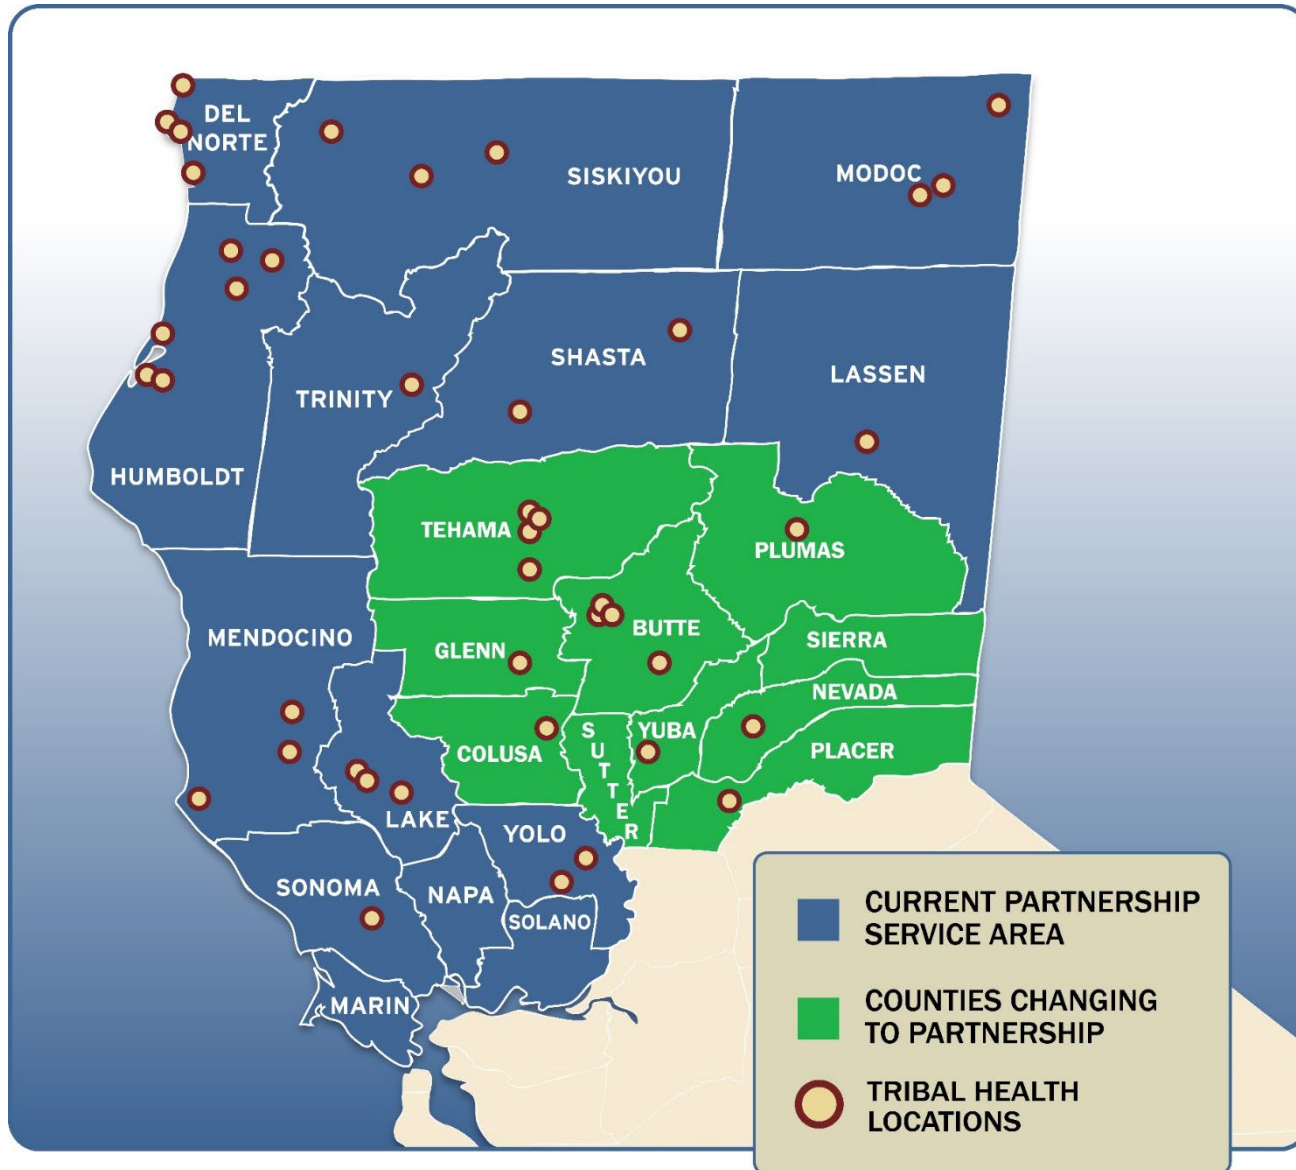 DEL
NORTE
SISKIYOU
MODOC
SHASTA
LASSEN
TRINITY
HUMBOLDT
TEHAMA
PLUMAS
MENDOCINO
BUTTE
GLENN
SIERRA
NEVADA
SUTTER
YUBA
COLUSA
PLACER
LAKE
YOLO
SONOMA
NAPA
SOLANO
MARIN
CURRENT PARTNERSHIP
SERVICE AREA
COUNTIES CHANGING
TO PARTNERSHIP
TRIBAL HEALTH
LOCATIONS